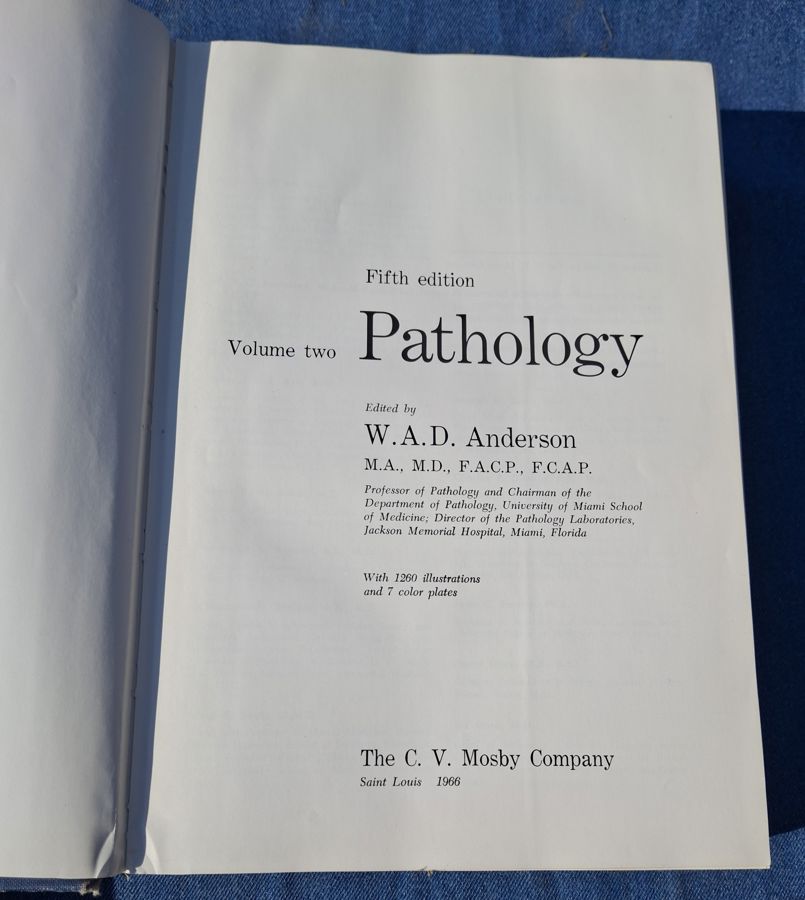 Fifth edition
Volume two Pathology
Edited by
W.A.D. Anderson
M.A., M.D., F.A.C.P., F.C.A.P.
Professor of Pathology and Chairman of the
Department of Pathology, University of Miami School
of Medicine; Director of the Pathology Laboratories,
Jackson Memorial Hospital, Miami, Florida
With 1260 illustrations
and 7 color plates
The C. V. Mosby Company
Saint Louis 1966